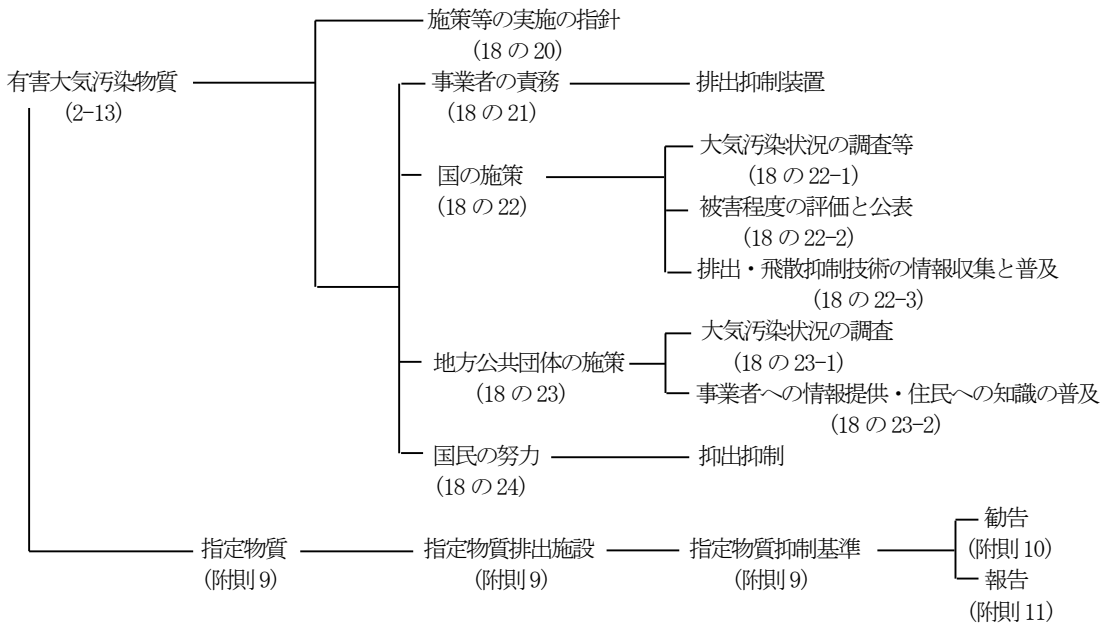 施策等の実施の指針
(18 の 20)
有害大気汚染物質
(2-13)
事業者の責務
(18 の 21)
排出抑制装置
国の施策
(18 の 22)
大気汚染状況の調査等
(18 の 22-1)
被害程度の評価と公表
(18 の 22-2)
排出・飛散抑制技術の情報収集と普及
(18 の 22-3)
地方公共団体の施策
(18 の 23)
大気汚染状況の調査
(18 の 23-1)
事業者への情報提供・住民への知識の普及
(18 の 23-2)
国民の努力
(18 の 24)
抑出抑制
指定物質
(附則 9)
指定物質排出施設
(附則 9)
指定物質抑制基準
(附則 9)
勧告
(附則 10)
報告
(附則 11)